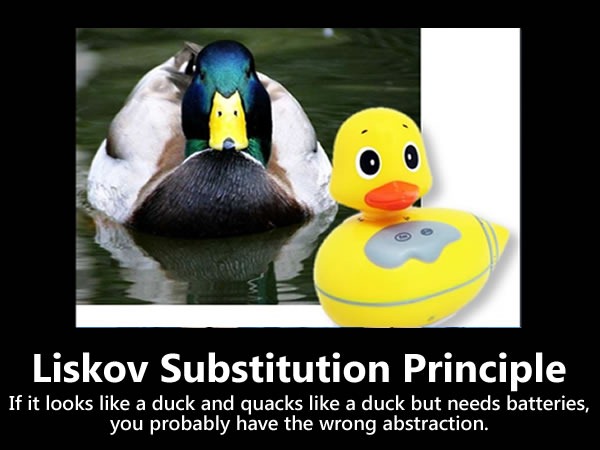 Liskov Substitution Principle
If it looks like a duck and quacks like a duck but needs batteries,
you probably have the wrong abstraction.